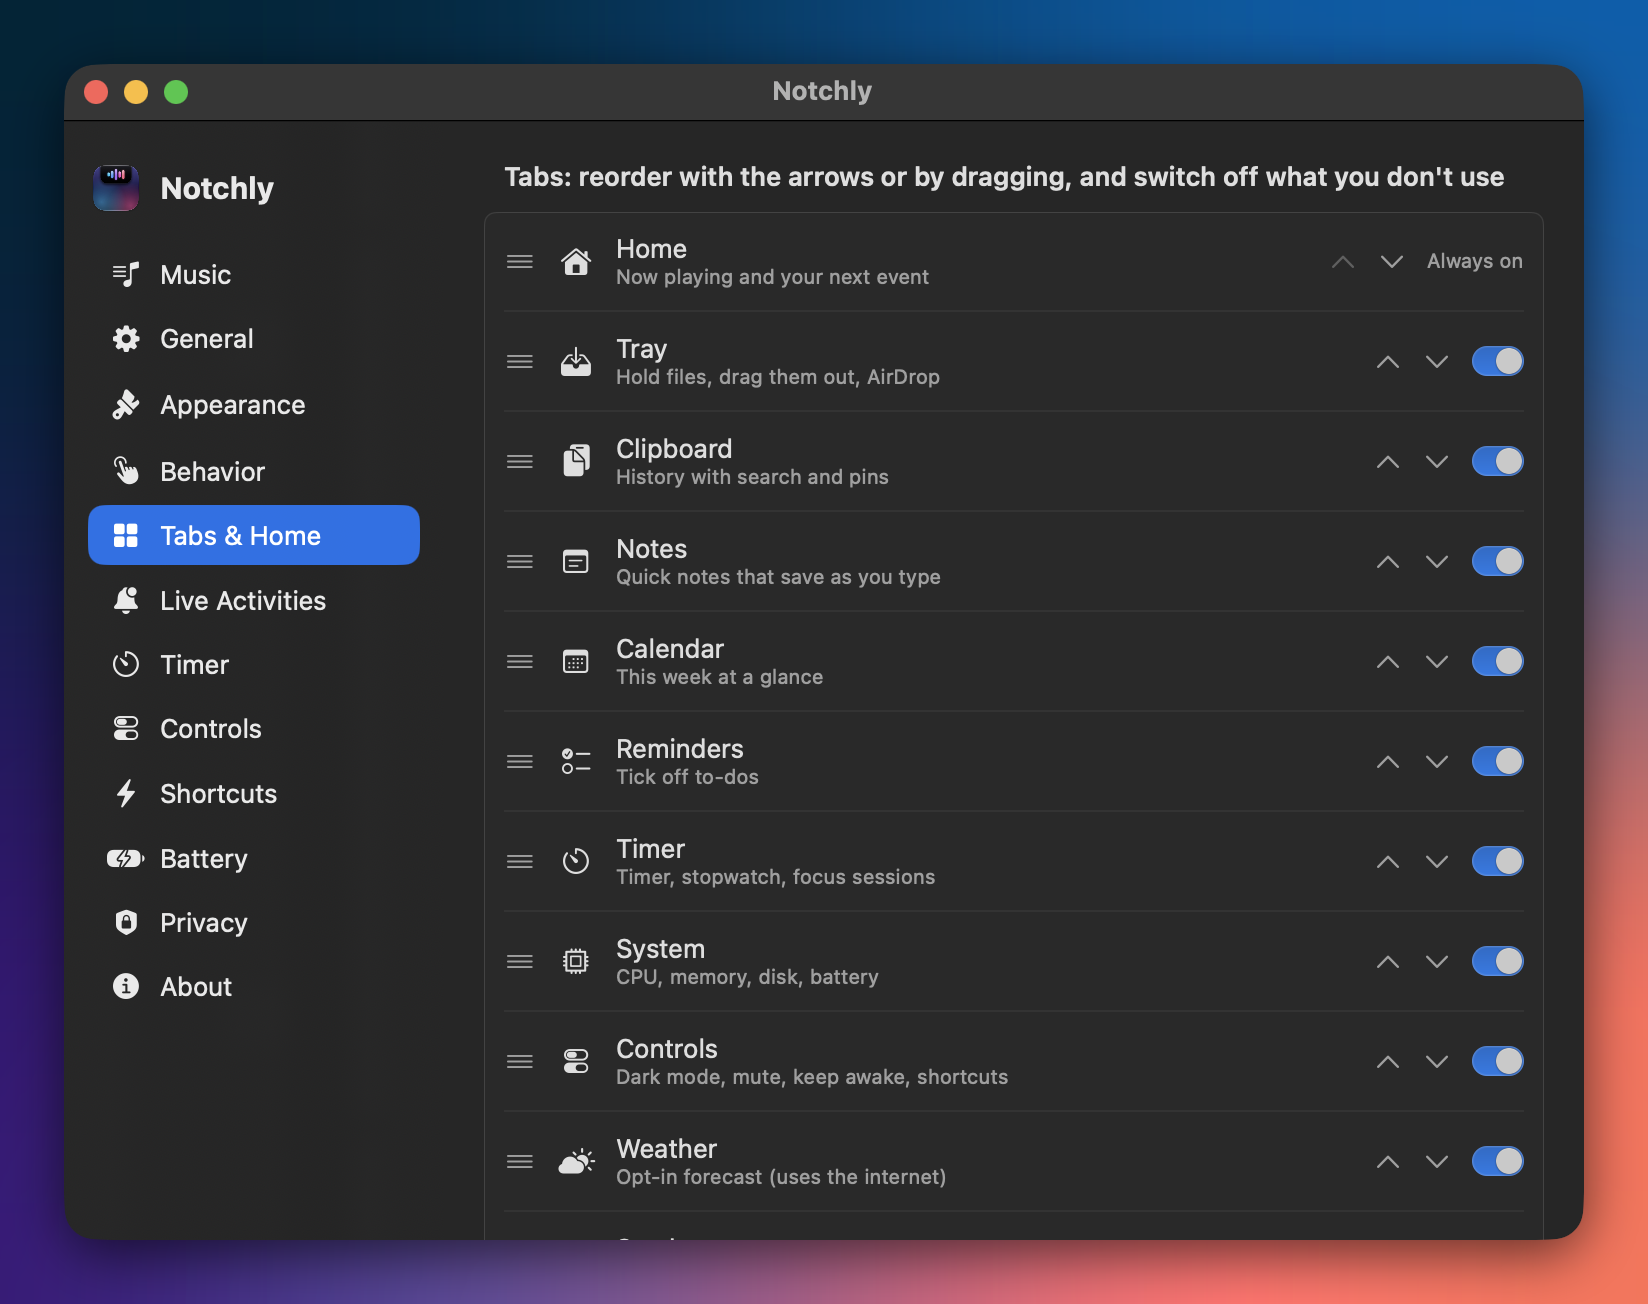 Notchly
Notchly
Music
General
Appearance
Behavior
Tabs & Home
Live Activities
Timer
Controls
Shortcuts
Battery
Privacy
About
Tabs: reorder with the arrows or by dragging, and switch off what you don't use
Home
Now playing and your next event
Always on
Tray
Hold files, drag them out, AirDrop
Clipboard
History with search and pins
Notes
Quick notes that save as you type
Calendar
This week at a glance
Reminders
Tick off to-dos
Timer
Timer, stopwatch, focus sessions
System
CPU, memory, disk, battery
Controls
Dark mode, mute, keep awake, shortcuts
Weather
Opt-in forecast (uses the internet)